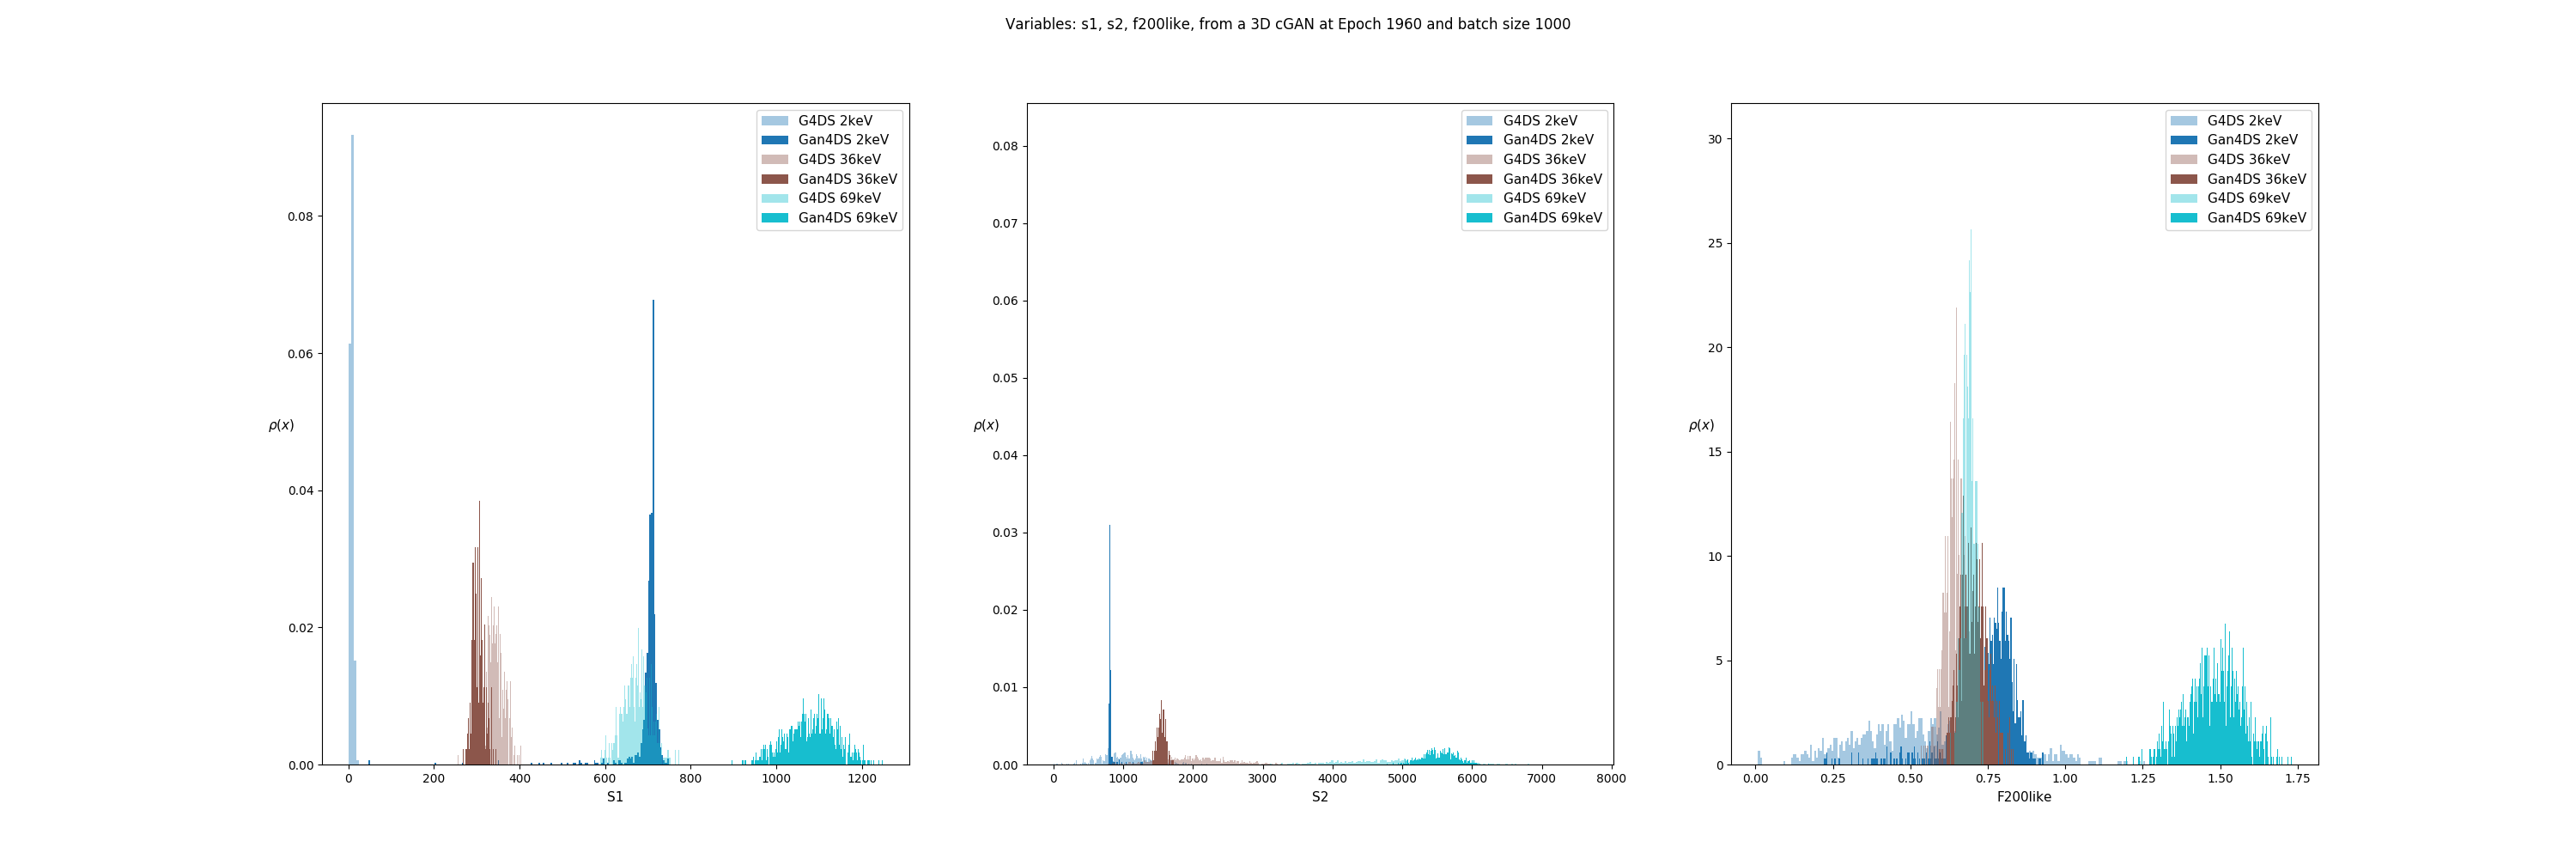 Variables: s1, s2, f200like, from a 3D cGAN at Epoch 1960 and batch size 1000
G4DS 2keV
Gan4DS 2keV
G4DS 36keV
Gan4DS 36keV
G4DS 69keV
Gan4DS 69keV
0.08
0.06
ρ(x)
0.04
0.02
0.00
0 200 400 600 800 1000 1200
S1
G4DS 2keV
Gan4DS 2keV
G4DS 36keV
Gan4DS 36keV
G4DS 69keV
Gan4DS 69keV
0.08
0.07
0.06
0.05
ρ(x)
0.04
0.03
0.02
0.01
0.00
0 1000 2000 3000 4000 5000 6000 7000 8000
S2
G4DS 2keV
Gan4DS 2keV
G4DS 36keV
Gan4DS 36keV
G4DS 69keV
Gan4DS 69keV
30
25
20
ρ(x)
15
10
5
0
0.00 0.25 0.50 0.75 1.00 1.25 1.50 1.75
F200like